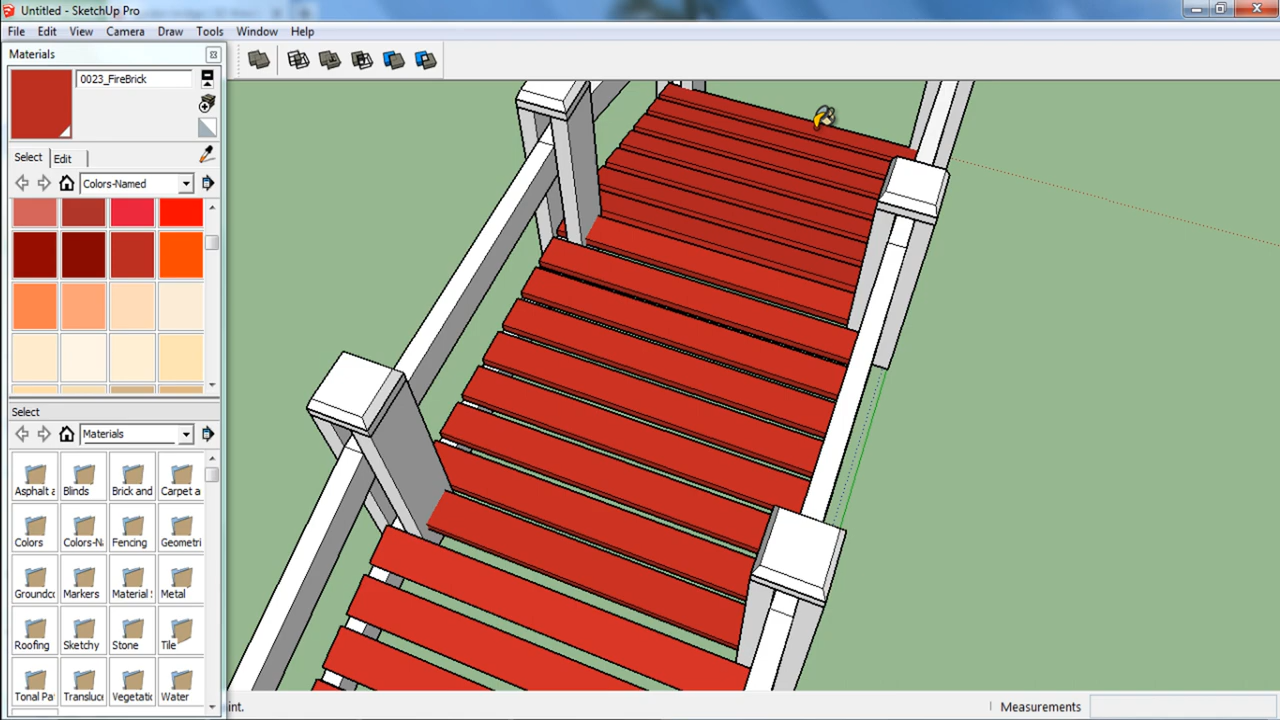 Untitled - SketchUp Pro
File Edit View Camera Draw Tools Window Help
Materials
0023_FireBrick
Select Edit
Colors-Named
Select
Materials
Asphalt a Blinds Brick and Carpet a
Colors Colors-N Fencing Geometri
Groundc Markers Material Metal
Roofing Sketchy Stone Tile
Tonal Pa Transluc Vegetati Water
int.
Measurements